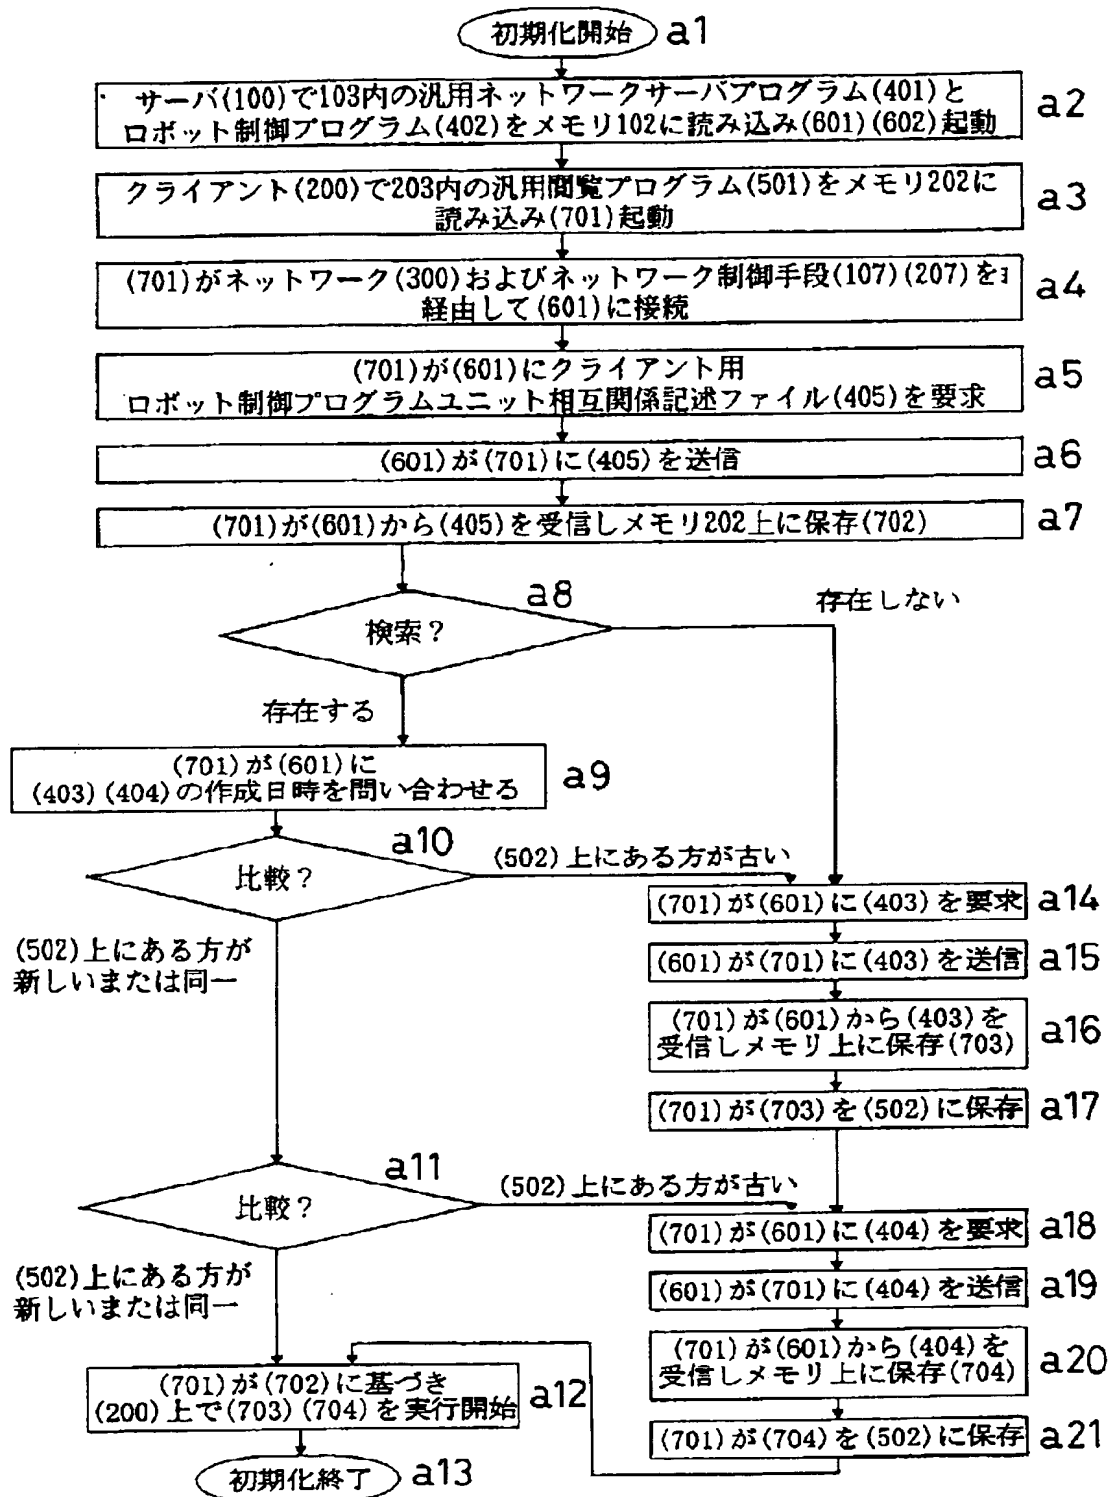 初期化開始 a1
サーバ(100)で103内の汎用ネットワークサーバプログラム(401)と
ロボット制御プログラム(402)をメモリ102に読み込み(601)(602)起動
a2
クライアント(200)で203内の汎用閲覧プログラム(501)をメモリ202に
読み込み(701)起動
a3
(701)がネットワーク(300)およびネットワーク制御手段(107)(207)を
経由して(601)に接続
a4
(701)が(601)にクライアント用
ロボット制御プログラムユニット相互関係記述ファイル(405)を要求
a5
(601)が(701)に(405)を送信 a6
(701)が(601)から(405)を受信しメモリ202上に保存(702) a7
a8
検索?
存在しない
存在する
(701)が(601)に
(403)(404)の作成日時を問い合わせる
a9
a10
比較?
(502)上にある方が古い
(502)上にある方が
新しいまたは同一
(701)が(601)に(403)を要求 a14
(601)が(701)に(403)を送信 a15
(701)が(601)から(403)を
受信しメモリ上に保存(703)
a16
(701)が(703)を(502)に保存 a17
a11
比較?
(502)上にある方が古い
(502)上にある方が
新しいまたは同一
(701)が(601)に(404)を要求 a18
(601)が(701)に(404)を送信 a19
(701)が(601)から(404)を
受信しメモリ上に保存(704)
a20
(701)が(704)を(502)に保存 a21
(701)が(702)に基づき
(200)上で(703)(704)を実行開始
a12
初期化終了 a13